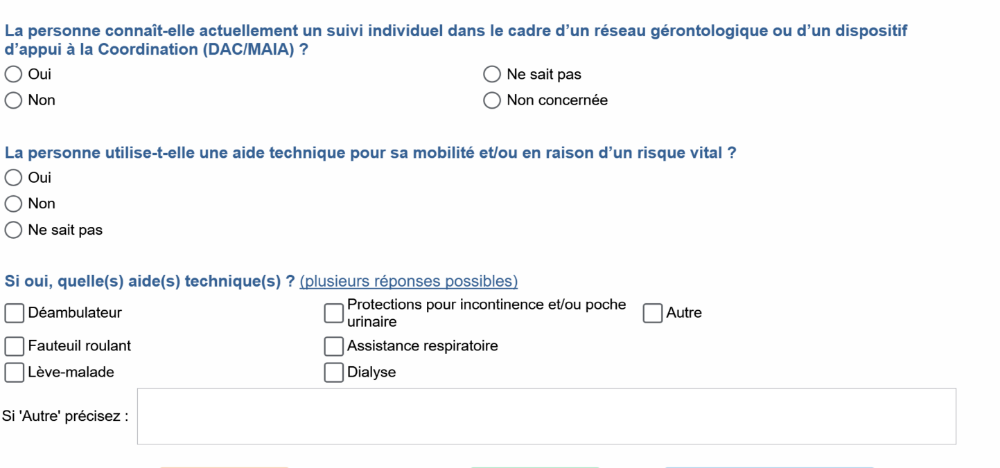 La personne connaît-elle actuellement un suivi individuel dans le cadre d’un réseau gérontologique ou d’un dispositif
d’appui à la Coordination (DAC/MAIA) ?
Oui
Ne sait pas
Non
Non concernée
La personne utilise-t-elle une aide technique pour sa mobilité et/ou en raison d’un risque vital ?
Oui
Non
Ne sait pas
Si oui, quelle(s) aide(s) technique(s) ? (plusieurs réponses possibles)
Déambulateur
Protections pour incontinence et/ou poche
urinaire
Autre
Fauteuil roulant
Assistance respiratoire
Lève-malade
Dialyse
Si 'Autre' précisez :